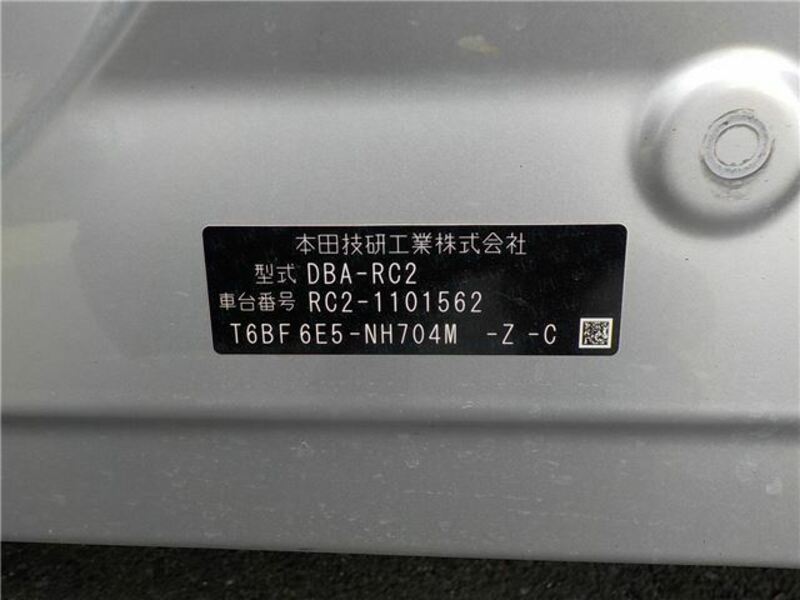 本田技研工業株式会社
型式 DBA-RC2
車台番号 RC2-1101562
T6BF6E5-NH704M -Z -C